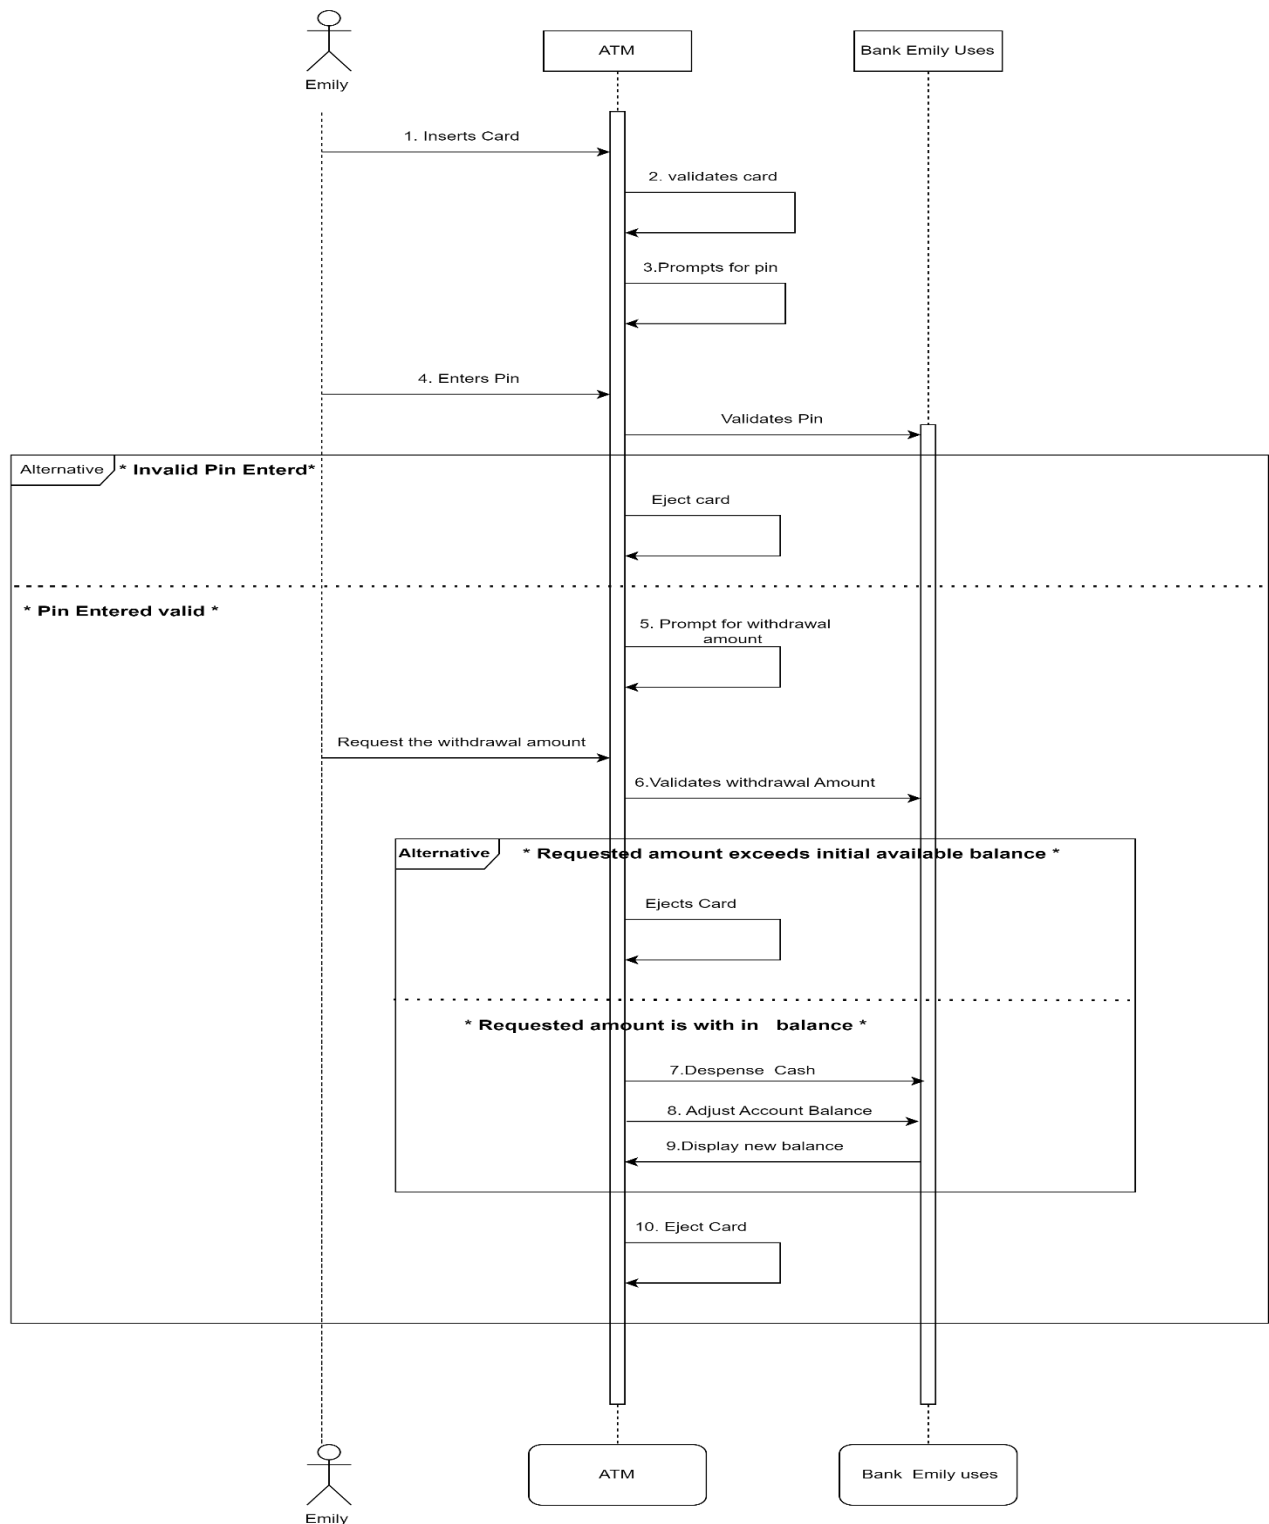 Emily
ATM
Bank Emily Uses
1. Inserts Card
2. validates card
3.Prompts for pin
4. Enters Pin
Validates Pin
Alternative
* Invalid Pin Enterd*
Eject card
* Pin Entered valid *
5. Prompt for withdrawal
amount
Request the withdrawal amount
6.Validates withdrawal Amount
Alternative
* Requested amount exceeds initial available balance *
Ejects Card
* Requested amount is with in balance *
7.Despense Cash
8. Adjust Account Balance
9.Display new balance
10. Eject Card
ATM
Bank Emily uses
Emily